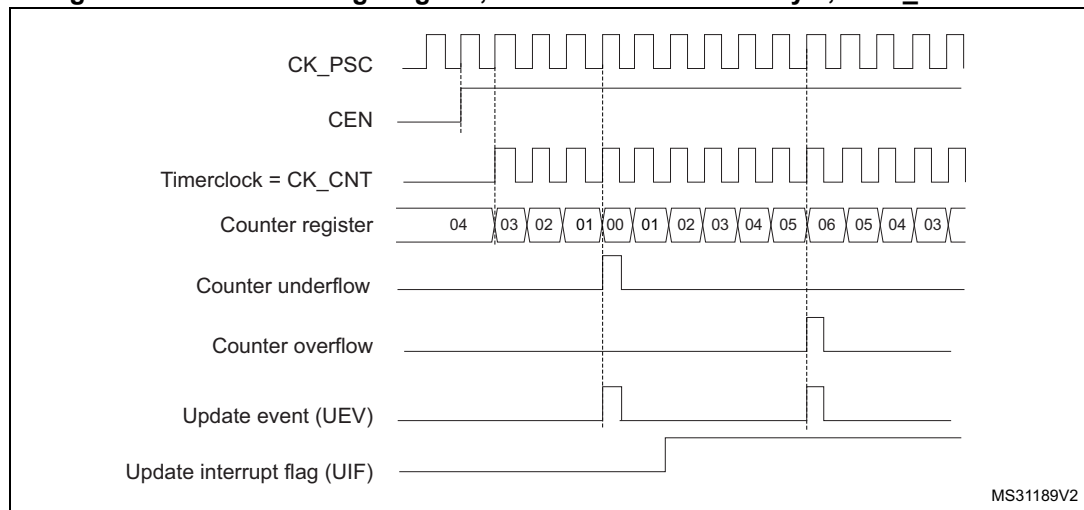 CK_PSC
CEN
Timerclock = CK_CNT
Counter register 04 03 02 01 00 01 02 03 04 05 06 05 04 03
Counter underflow
Counter overflow
Update event (UEV)
Update interrupt flag (UIF)
MS31189V2